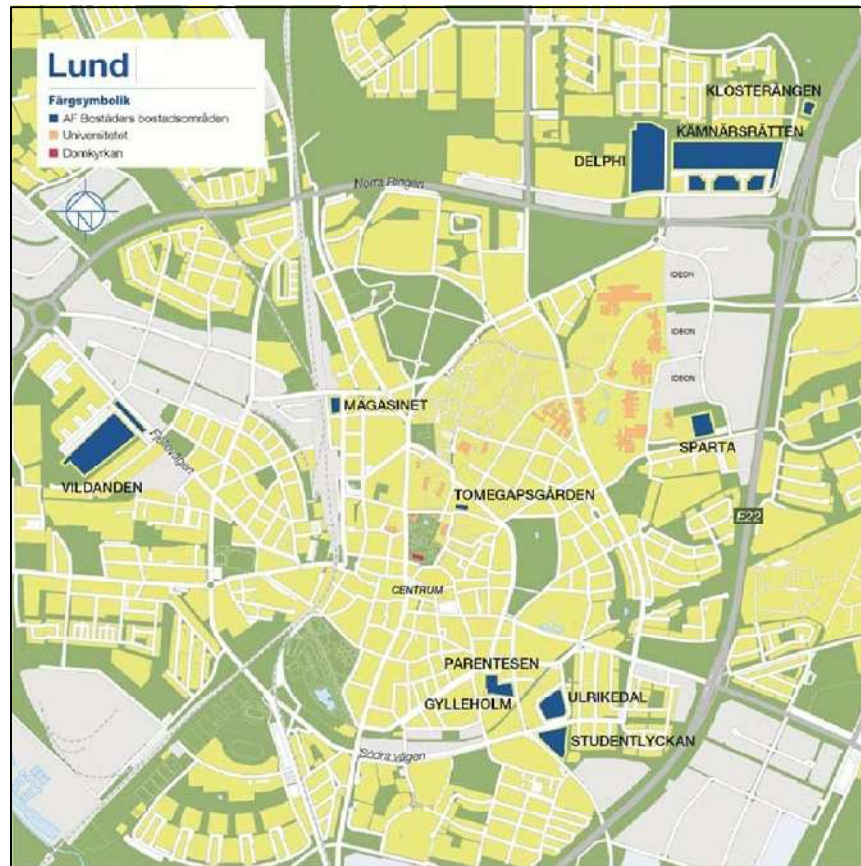 Lund
Färgsymbolik
AF Bostäders bostadsområden
Universitetet
Domkyrkan
N
KLOSTERÄNGEN
KÄMNÄRSRÄTTEN
DELPHI
Norra Ringen
IDEON
IDEON
IDEON
MAGASINET
SPARTA
Fjelievägen
VILDANDEN
TOMEGAPSGÅRDEN
E22
CENTRUM
PARENTESEN
GYLLEHOLM
ULRIKEDAL
STUDENTLYCKAN
Södra vägen